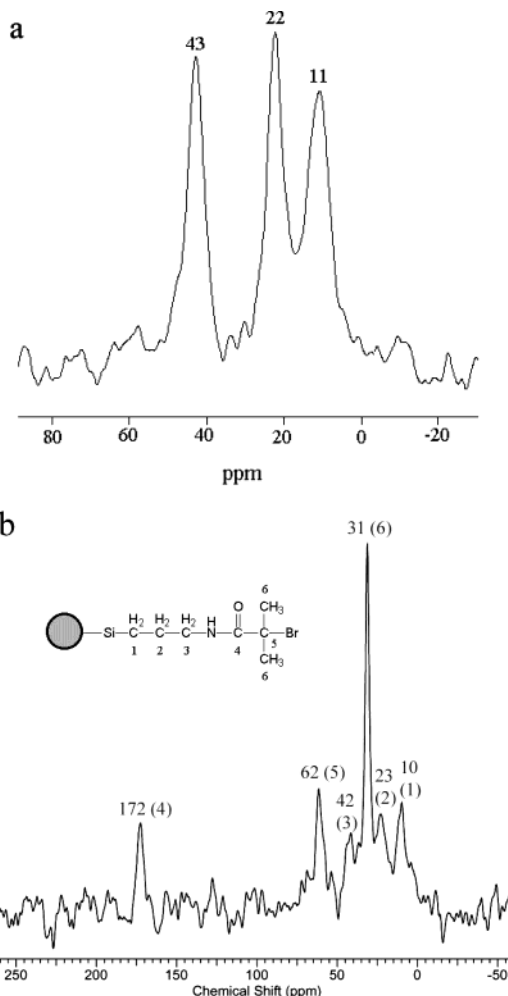 a
43 22 11
80 60 40 20 0 -20
ppm
b
31 (6)
6
O CH3
H2 H2 H2 H
Si C C C N C C Br
1 2 3 4 5
CH3
6
172 (4) 62 (5) 42 (3) 23 (2) 10 (1)
250 200 150 100 50 0 -50
Chemical Shift (ppm)